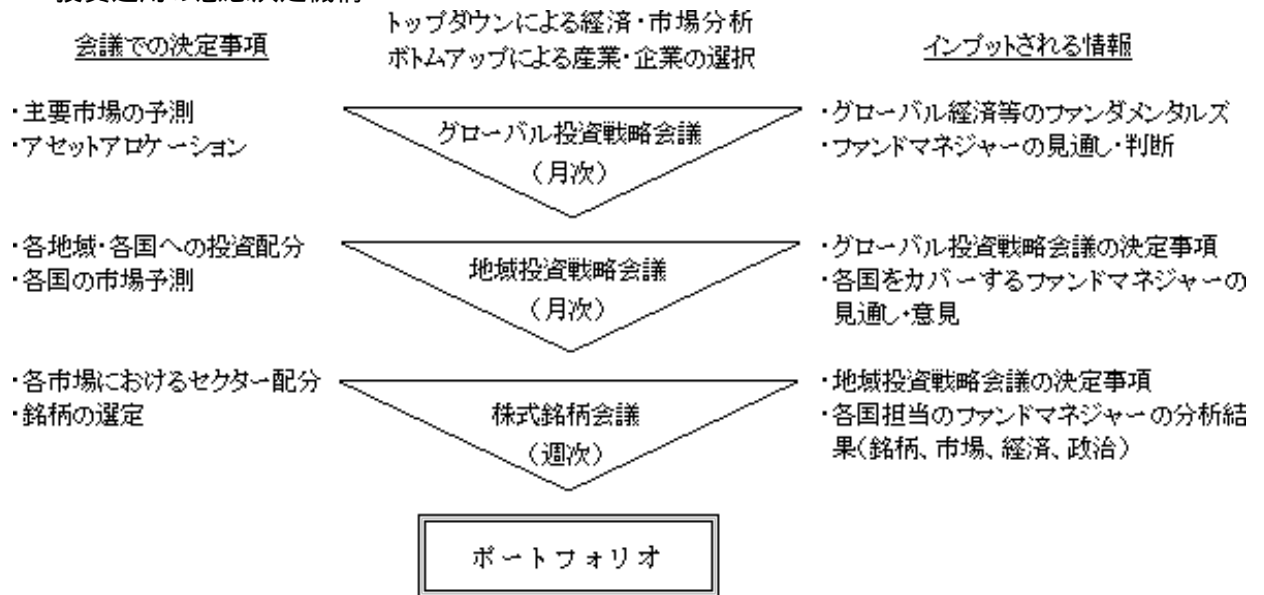 投資運用の意思決定機構
トップダウンによる経済・市場分析
ボトムアップによる産業・企業の選択
会議での決定事項
インプットされる情報
・主要市場の予測
・アセットアロケーション
グローバル投資戦略会議
（月次）
・グローバル経済等のファンダメンタルズ
・ファンドマネジャーの見通し・判断
・各地域・各国への投資配分
・各国の市場予測
地域投資戦略会議
（月次）
・グローバル投資戦略会議の決定事項
・各国をカバーするファンドマネジャーの
見通し・意見
・各市場におけるセクター配分
・銘柄の選定
株式銘柄会議
（週次）
・地域投資戦略会議の決定事項
・各国担当のファンドマネジャーの分析結
果（銘柄、市場、経済、政治）
ポートフォリオ